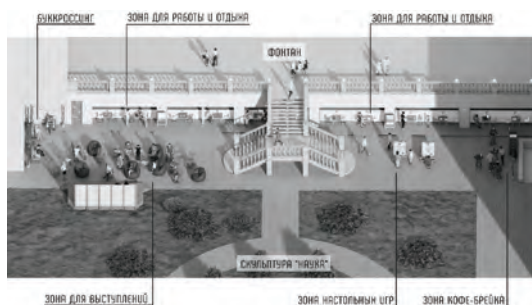 БУККРОССИНГ
ЗОНА ДЛЯ РАБОТЫ И ОТДЫХА
ЗОНА ДЛЯ РАБОТЫ И ОТДЫХА
ФОНТАН
СКУЛЬПТУРА "НАУКА"
ЗОНА ДЛЯ ВЫСТУПЛЕНИЙ
ЗОНА НАСТОЛЬНЫХ ИГР
ЗОНА КОФЕ-БРЕЙКА